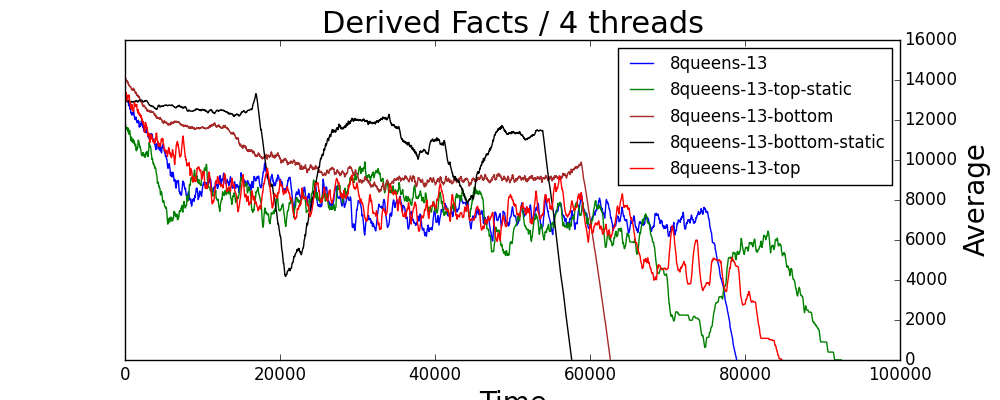 Derived Facts / 4 threads
16000
14000
12000
10000
8000
6000
4000
2000
0
Average
8queens-13
8queens-13-top-static
8queens-13-bottom
8queens-13-bottom-static
8queens-13-top
0 20000 40000 60000 80000 100000
Time